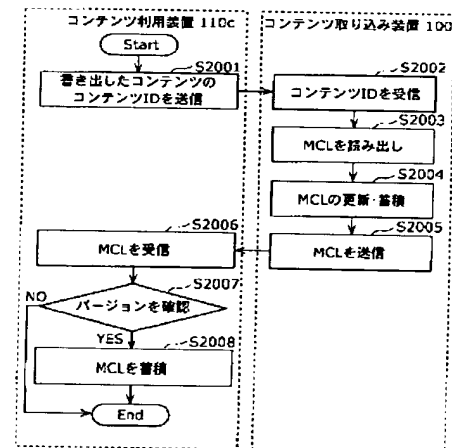 コンテンツ利用装置 110c
コンテンツ取り込み装置 100
Start
S2001
書き出したコンテンツの
コンテンツIDを送信
S2002
コンテンツIDを受信
S2003
MCLを読み出し
S2004
MCLの更新・蓄積
S2005
MCLを送信
S2006
MCLを受信
S2007
バージョンを確認
NO
YES
S2008
MCLを蓄積
End